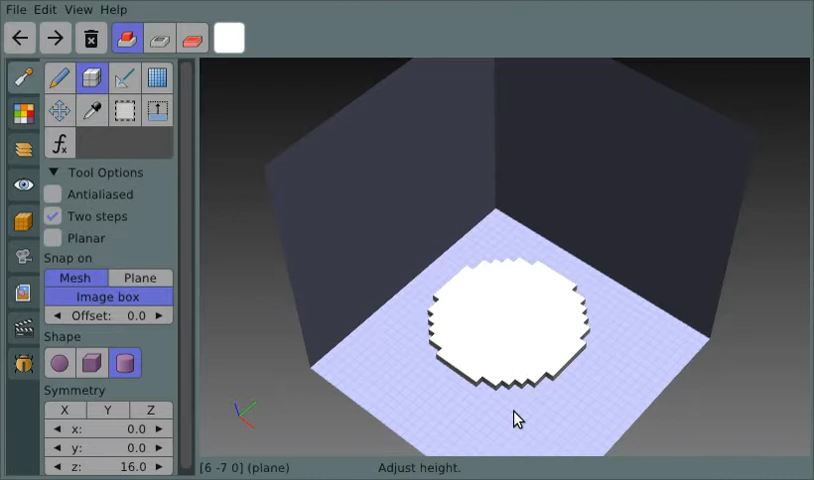 File Edit View Help
fx
Tool Options
Antialiased
Two steps
Planar
Snap on
Mesh Plane
Image box
Offset: 0.0
Shape
Symmetry
X Y Z
x: 0.0
y: 0.0
z: 16.0
[6 -7 0] (plane) Adjust height.